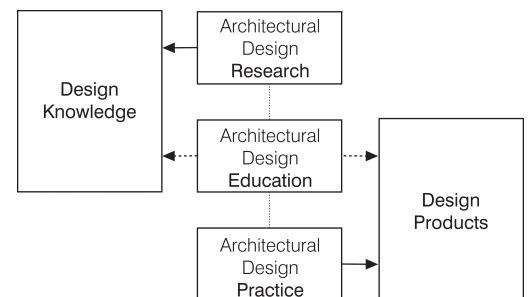 Architectural
Design
Research
Design
Knowledge
Architectural
Design
Education
Design
Products
Architectural
Design
Practice